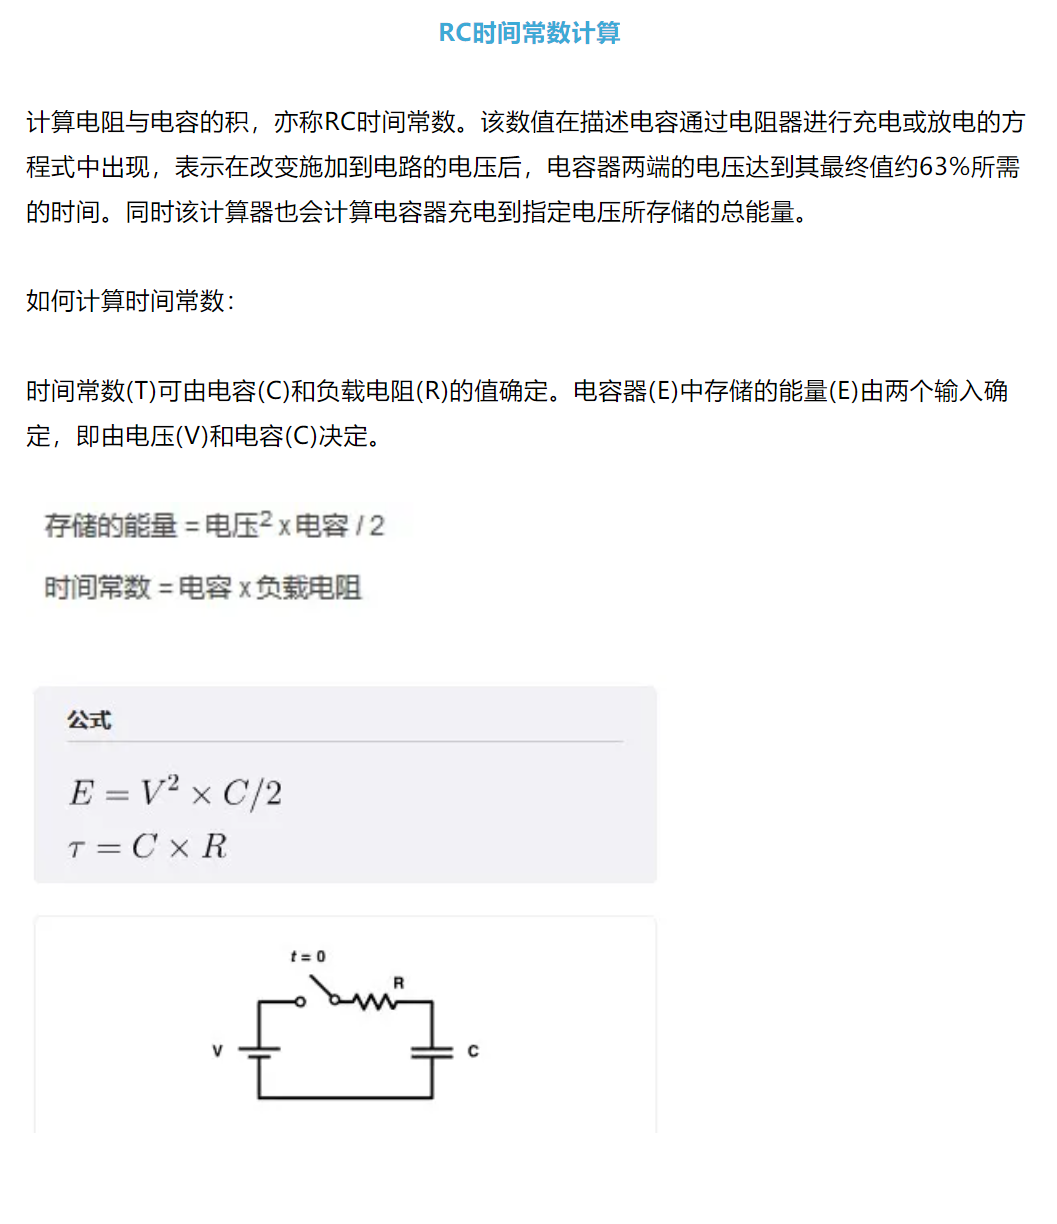 RC时间常数计算
计算电阻与电容的积，亦称RC时间常数。该数值在描述电容通过电阻器进行充电或放电的方
程式中出现，表示在改变施加到电路的电压后，电容器两端的电压达到其最终值约63%所需
的时间。同时该计算器也会计算电容器充电到指定电压所存储的总能量。
如何计算时间常数：
时间常数(T)可由电容(C)和负载电阻(R)的值确定。电容器(E)中存储的能量(E)由两个输入确
定，即由电压(V)和电容(C)决定。
存储的能量 = 电压² x 电容 / 2
时间常数 = 电容 x 负载电阻
公式
E = V² × C/2
τ = C × R
t = 0
R
V
C